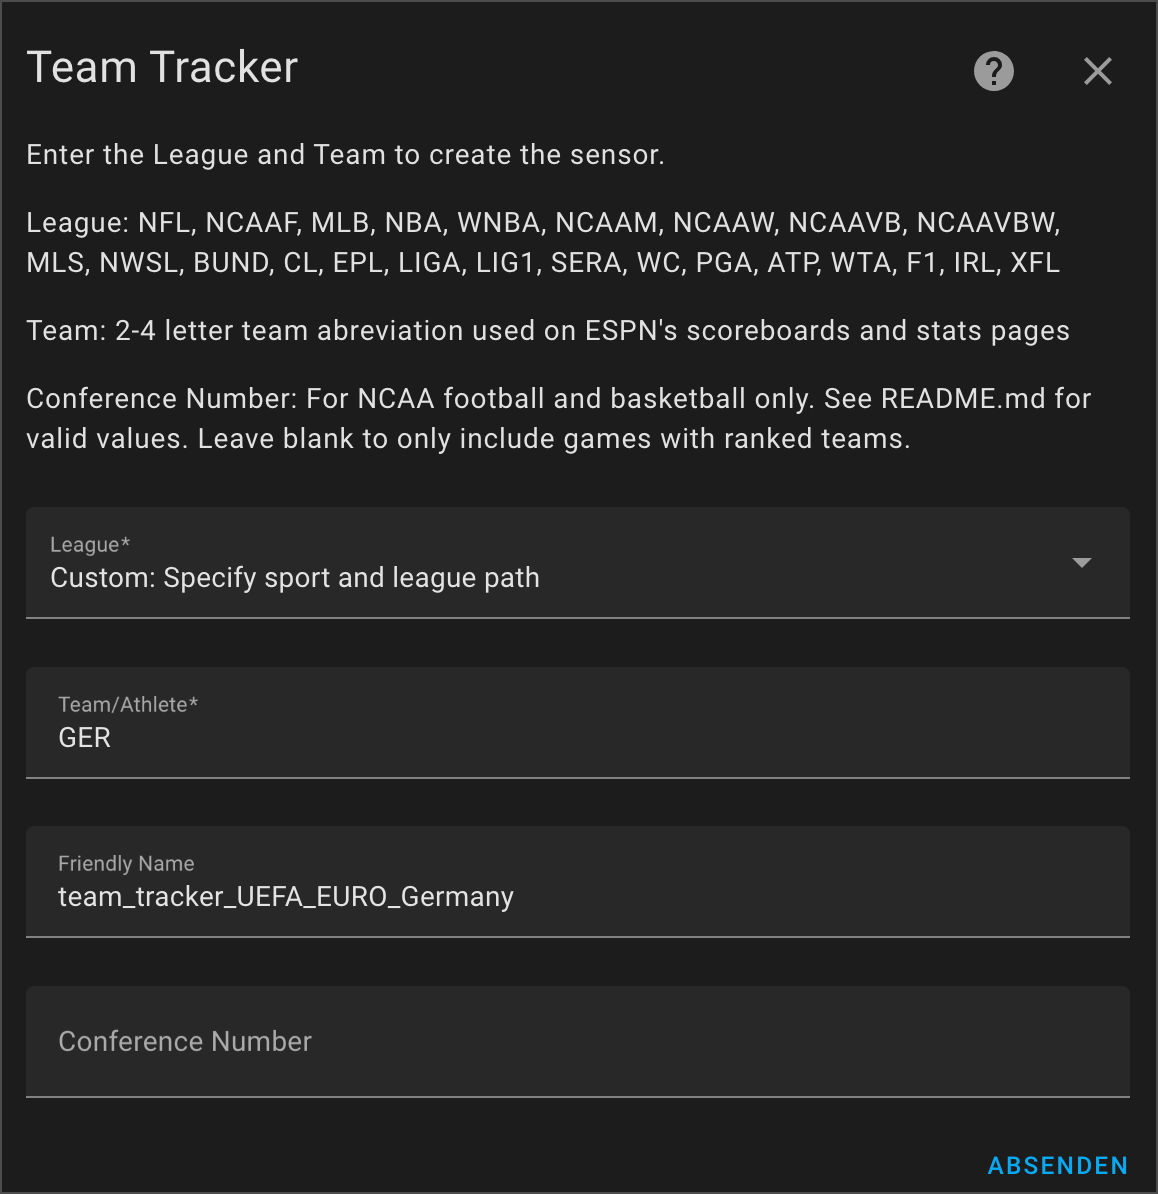 Team Tracker
Enter the League and Team to create the sensor.
League: NFL, NCAAF, MLB, NBA, WNBA, NCAAM, NCAAW, NCAAVB, NCAAVBW,
MLS, NWSL, BUND, CL, EPL, LIGA, LIG1, SERA, WC, PGA, ATP, WTA, F1, IRL, XFL
Team: 2-4 letter team abreviation used on ESPN's scoreboards and stats pages
Conference Number: For NCAA football and basketball only. See README.md for
valid values. Leave blank to only include games with ranked teams.
League*
Custom: Specify sport and league path
Team/Athlete*
GER
Friendly Name
team_tracker_UEFA_EURO_Germany
Conference Number
ABSENDEN